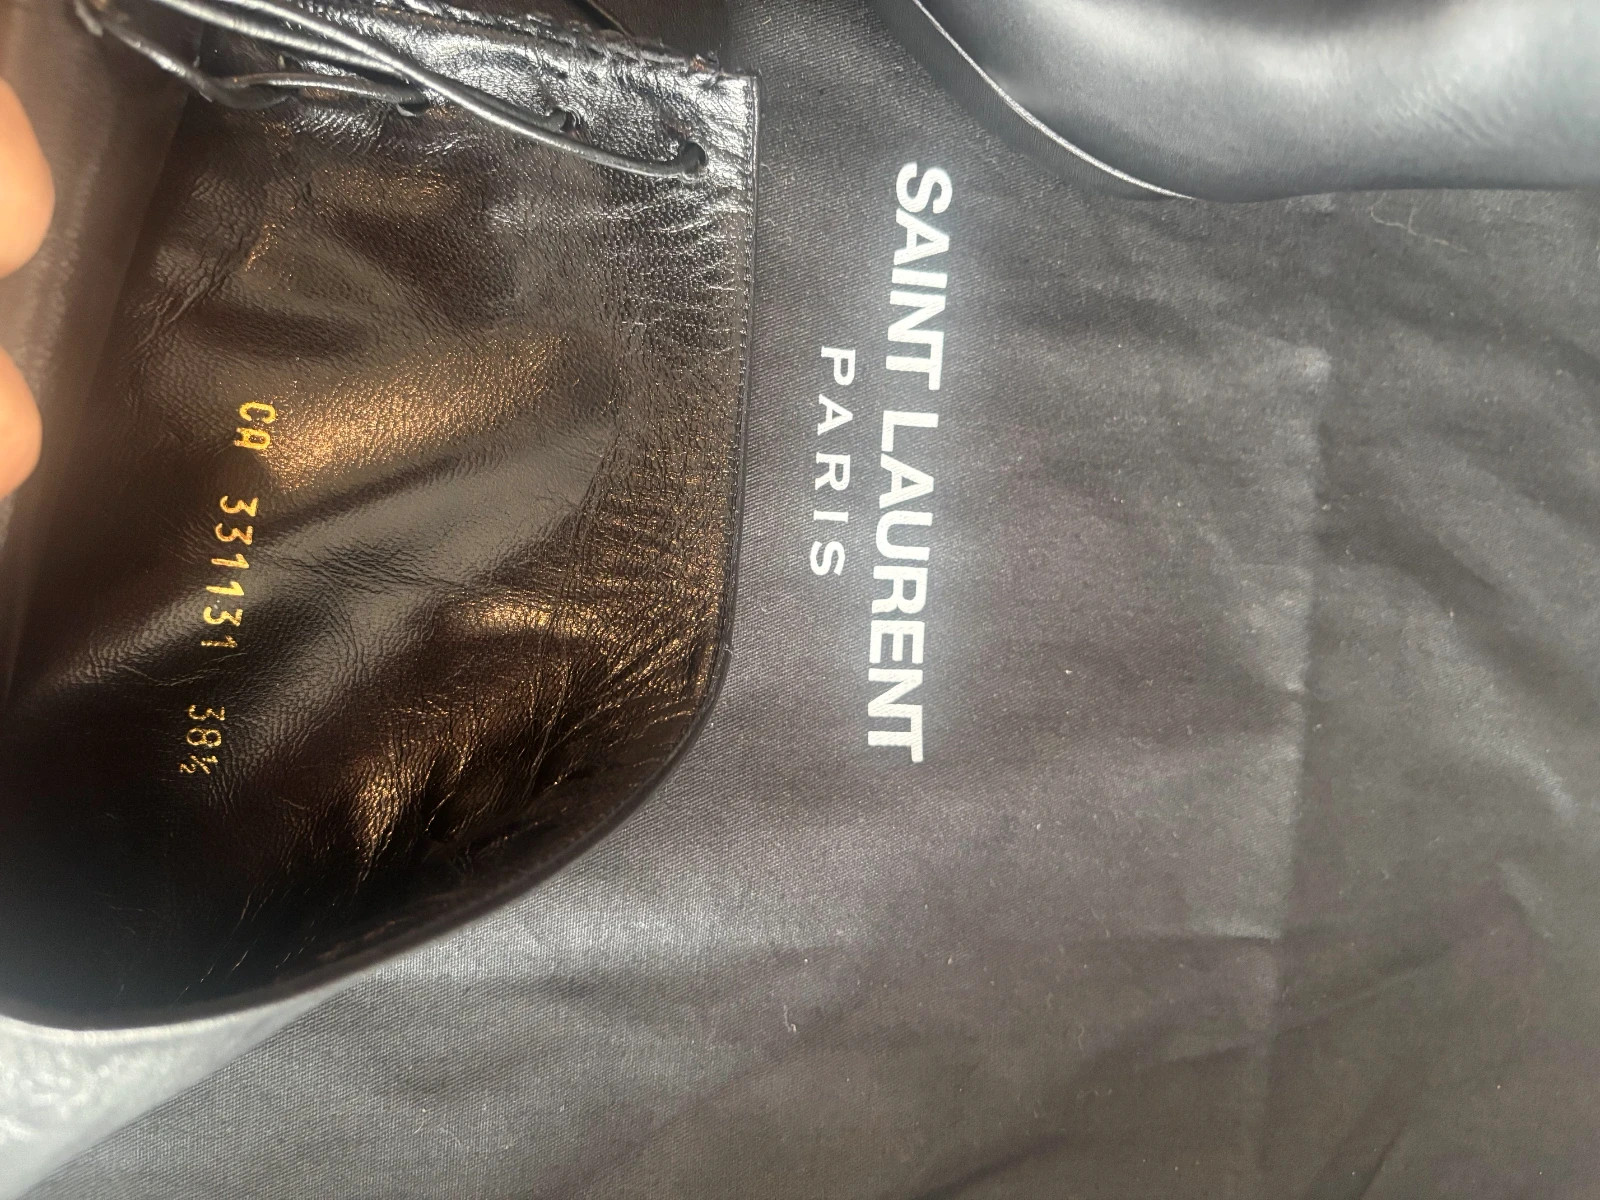 SAINT LAURENT
PARIS
CA 331131 38½